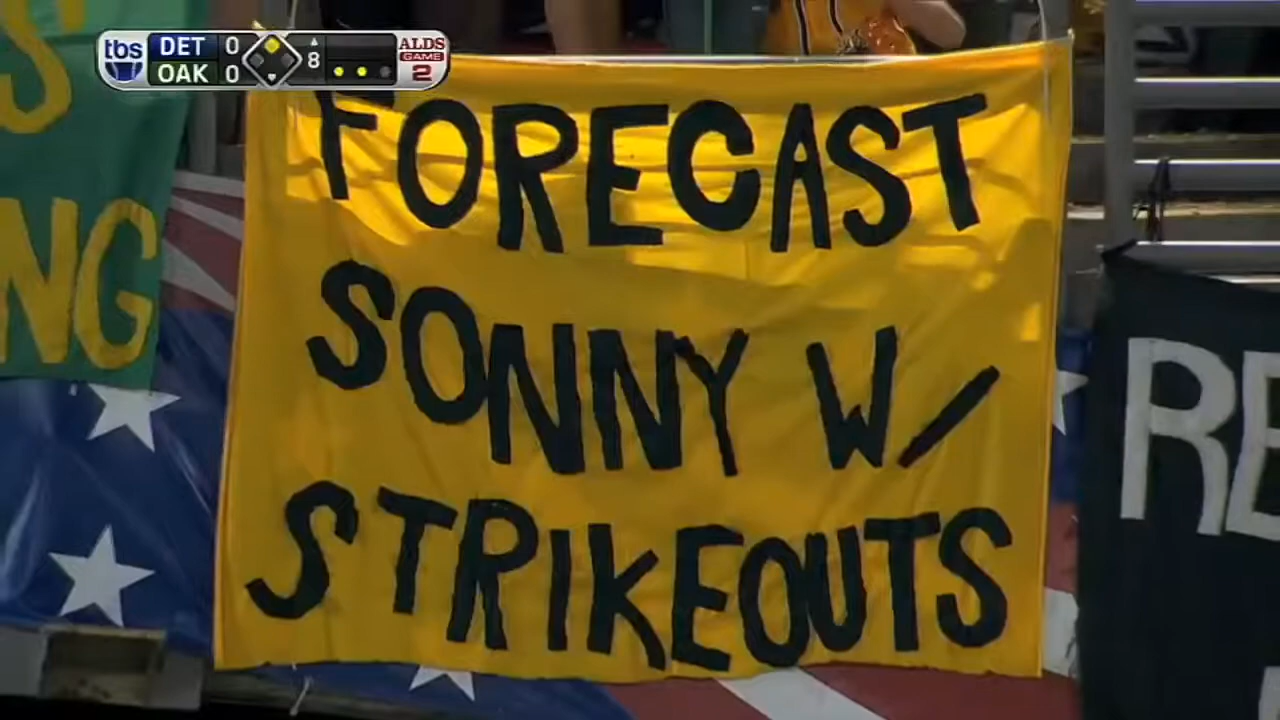 tbs
DET 0
OAK 0
8
ALDS
GAME
2
S
NG
FORECAST
SONNY W/
STRIKEOUTS
RE